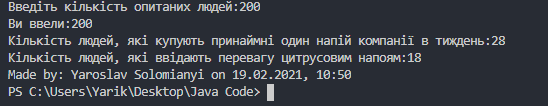 Введіть кількість опитаних людей:200
Ви ввели:200
Кількість людей, які купують принаймні один напій компанії в тиждень:28
Кількість людей, які ввідають перевагу цитрусовим напоям:18
Made by: Yaroslav Solomianyi on 19.02.2021, 10:50
PS C:\Users\Yarik\Desktop\Java Code>